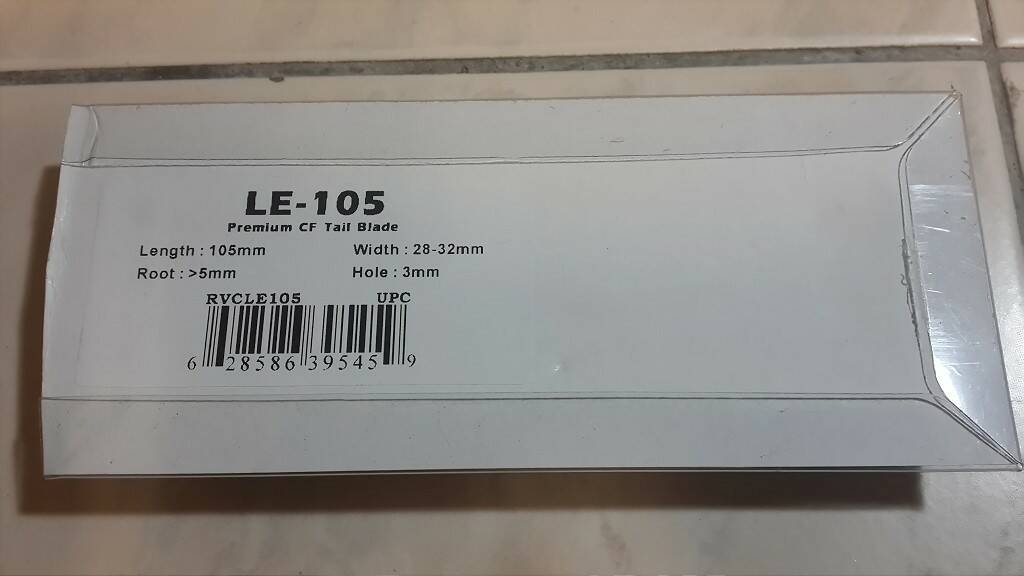 LE-105
Premium CF Tail Blade
Length : 105mm Width : 28-32mm
Root : >5mm Hole : 3mm
RVCLE105 UPC
6 28586 39545 9